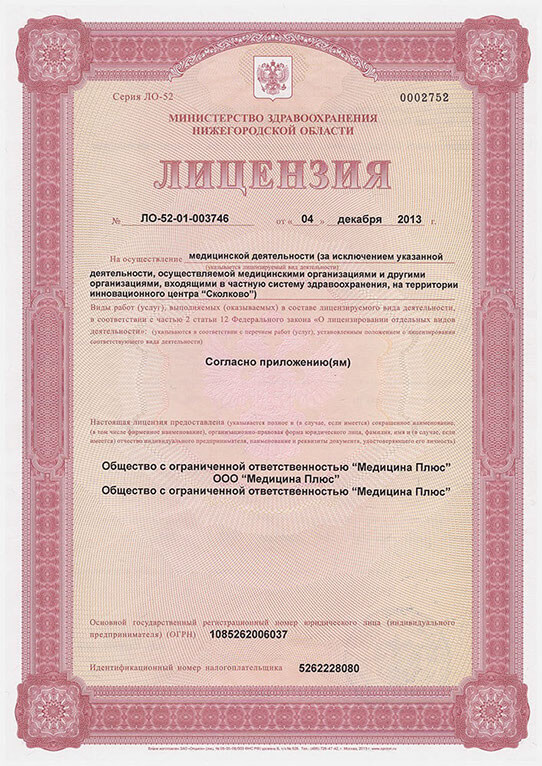 Серия ЛО-52
0002752
МИНИСТЕРСТВО ЗДРАВООХРАНЕНИЯ
НИЖЕГОРОДСКОЙ ОБЛАСТИ
ЛИЦЕНЗИЯ
№ ЛО-52-01-003746 от « 04 » декабря 2013 г.
На осуществление медицинской деятельности (за исключением указанной
(указывается лицензируемый вид деятельности)
деятельности, осуществляемой медицинскими организациями и другими
организациями, входящими в частную систему здравоохранения, на территории
инновационного центра “Сколково”)
Виды работ (услуг), выполняемых (оказываемых) в составе лицензируемого вида деятельности,
в соответствии с частью 2 статьи 12 Федерального закона «О лицензировании отдельных видов
деятельности»: (указываются в соответствии с перечнем работ (услуг), установленным положением о лицензировании
соответствующего вида деятельности)
Согласно приложению(ям)
Настоящая лицензия предоставлена (указывается полное и (в случае, если имеется) сокращенное наименование,
(в том числе фирменное наименование), организационно-правовая форма юридического лица, фамилия, имя и (в случае, если
имеется) отчество индивидуального предпринимателя, наименование и реквизиты документа, удостоверяющего его личность)
Общество с ограниченной ответственностью “Медицина Плюс”
ООО “Медицина Плюс”
Общество с ограниченной ответственностью “Медицина Плюс”
Основной государственный регистрационный номер юридического лица (индивидуального
предпринимателя) (ОГРН) 1085262006037
Идентификационный номер налогоплательщика 5262228080